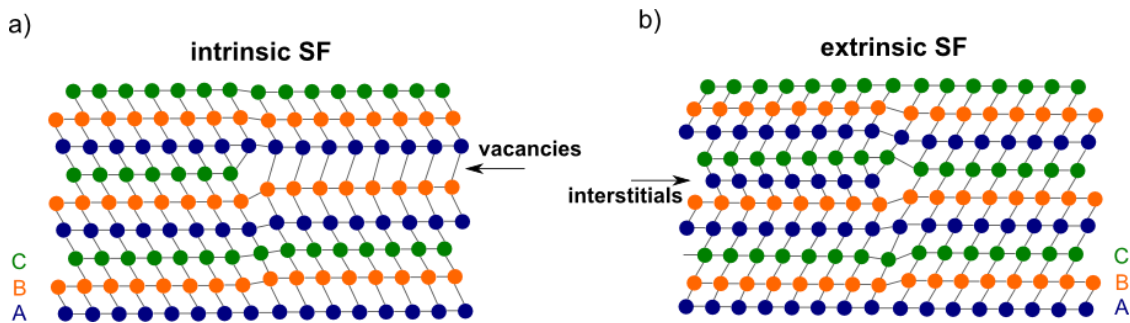 a)
intrinsic SF
vacancies
C
B
A
b)
extrinsic SF
interstitials
C
B
A